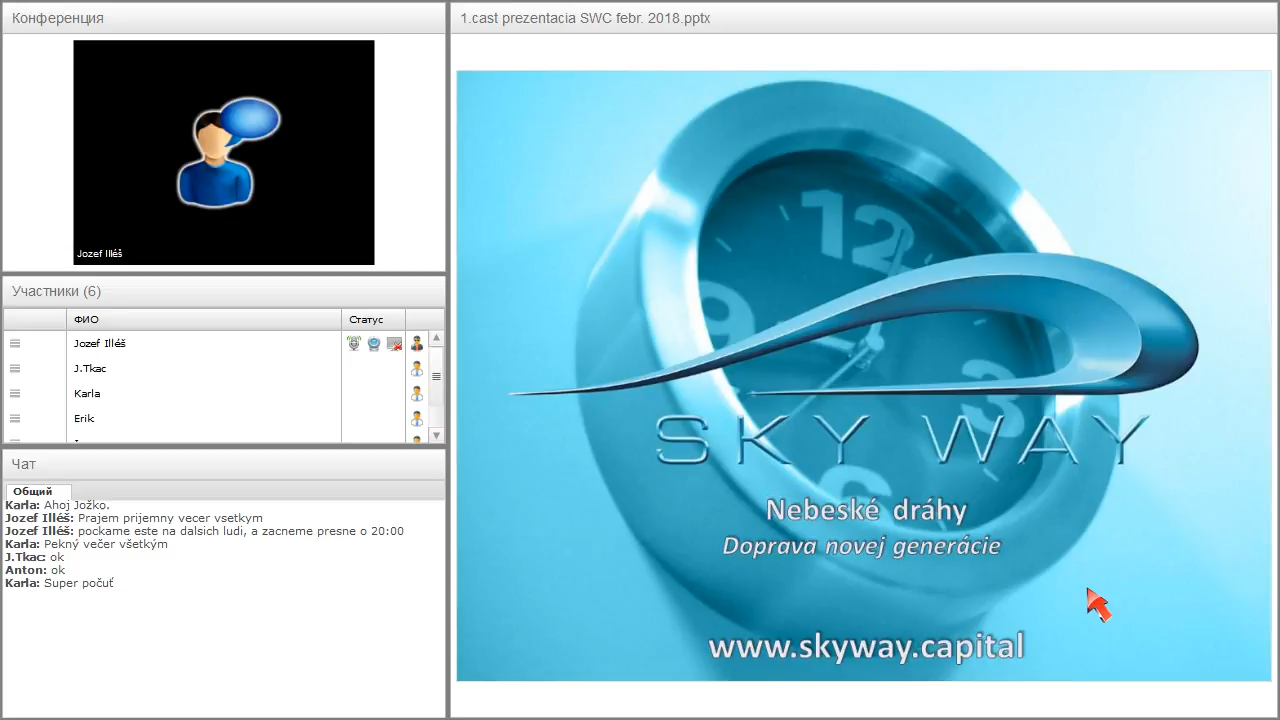 Конференция
Jozef Illéš
Участники (6)
ФИО
Статус
Jozef Illéš
J.Tkac
Karla
Erik
Чат
Общий
Karla: Ahoj Jožko.
Jozef Illéš: Prajem prijemny vecer vsetkym
Jozef Illéš: pockame este na dalsich ludi, a zacneme presne o 20:00
Karla: Pekný večer všetkým
J.Tkac: ok
Anton: ok
Karla: Super počuť
1.cast prezentacia SWC febr. 2018.pptx
12
9
3
6
SKY WAY
Nebeské dráhy
Doprava novej generácie
www.skyway.capital